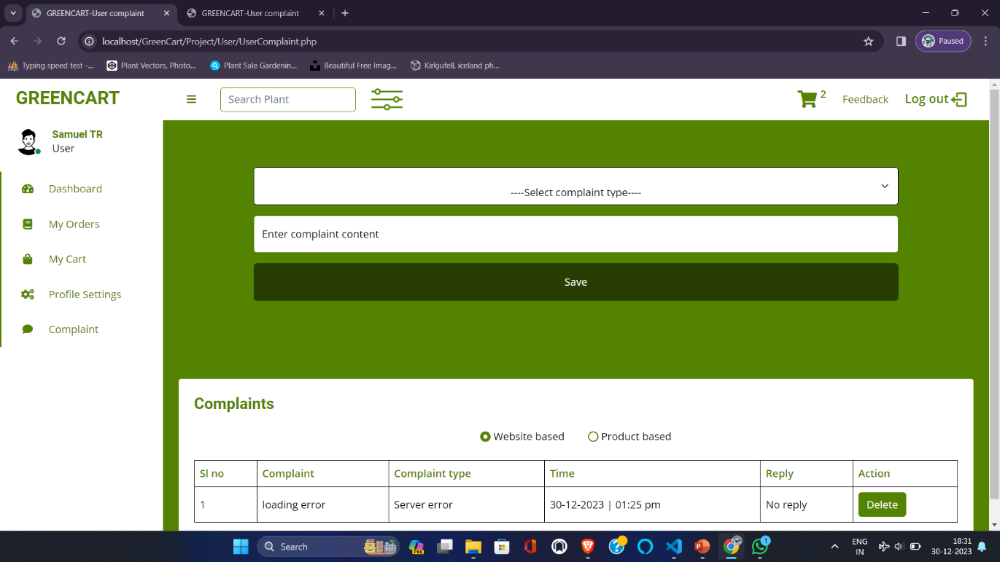 GREENCART-User complaint
GREENCART-User complaint
localhost/GreenCart/Project/User/UserComplaint.php
Paused
Typing speed test -...
Plant Vectors, Photo...
Plant Sale Gardenin...
Beautiful Free Imag...
Kirkjufell, iceland ph...
GREENCART
Search Plant
2
Feedback
Log out
Samuel TR
User
Dashboard
My Orders
My Cart
Profile Settings
Complaint
----Select complaint type----
Enter complaint content
Save
Complaints
Website based
Product based
Sl no Complaint Complaint type Time Reply Action
1 loading error Server error 30-12-2023 | 01:25 pm No reply Delete
Search
PRE
1
ENG
IN
18:31
30-12-2023